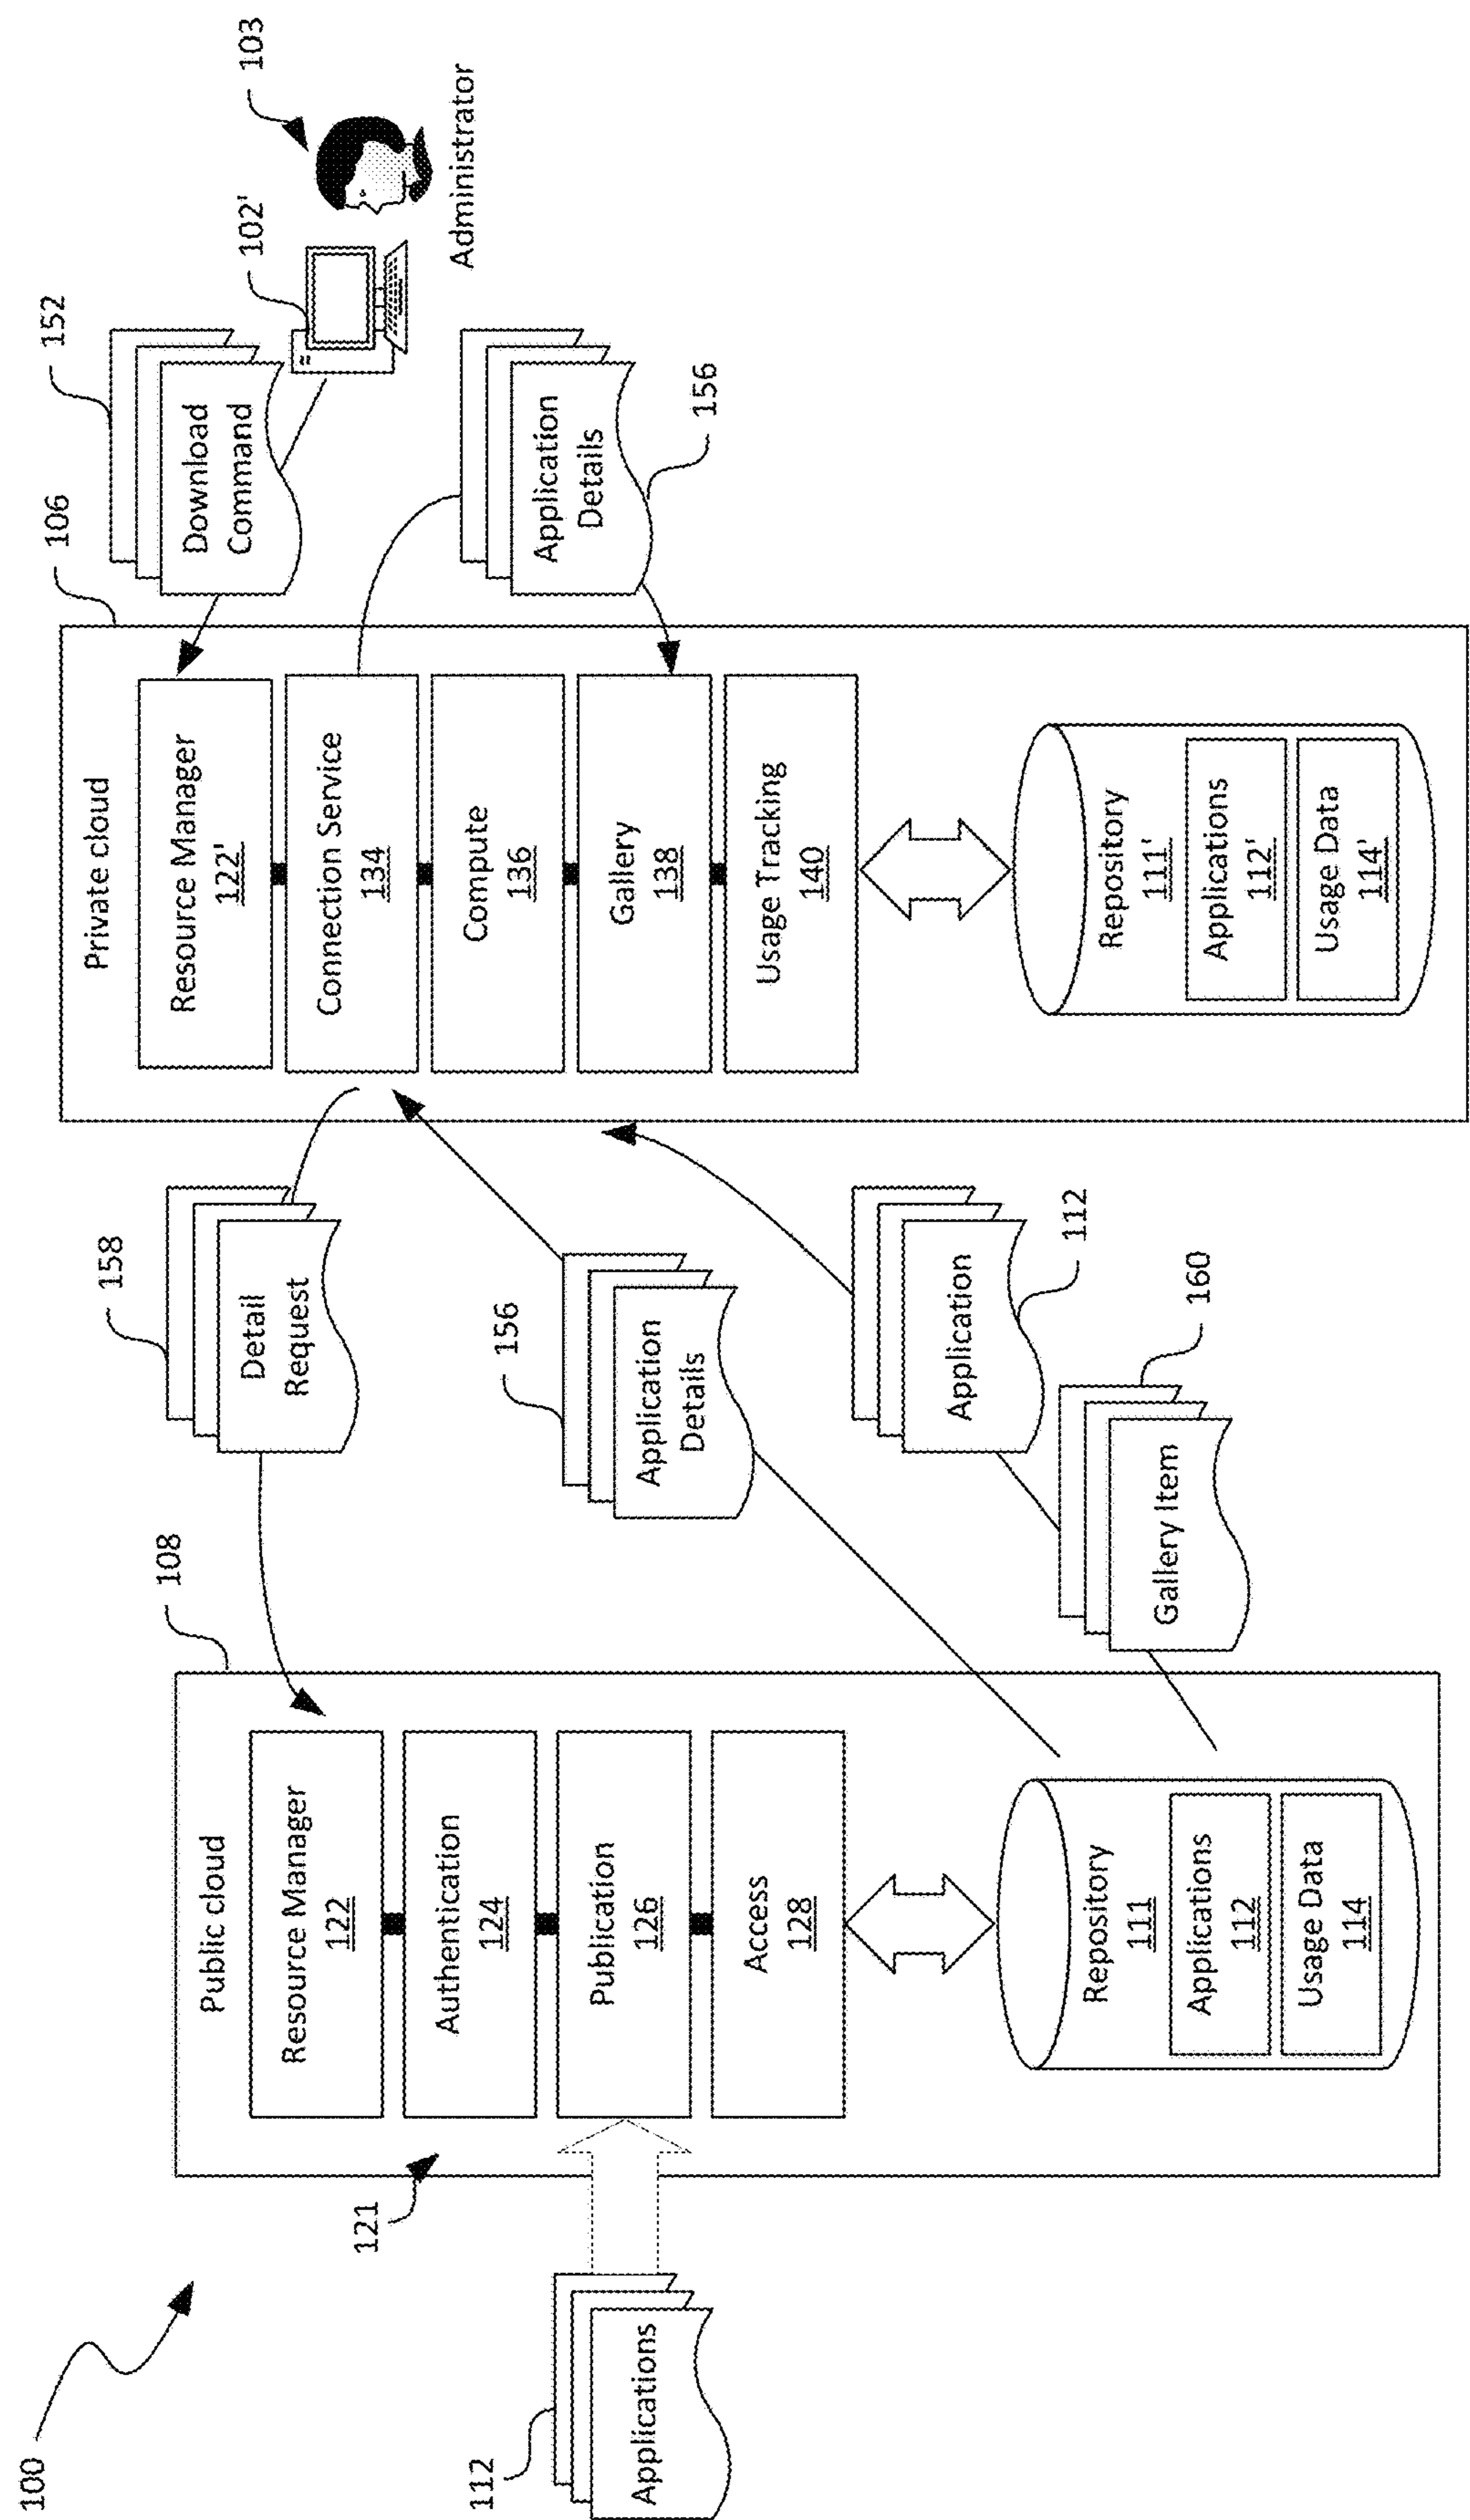 100
112
Applications
121
108
Public cloud
Resource Manager
122
Authentication
124
Publication
126
Access
128
Repository
111
Applications
112
Usage Data
114
158
Detail
Request
156
Application
Details
Application
112
Gallery Item
160
106
Private cloud
Resource Manager
122'
Connection Service
134
Compute
136
Gallery
138
Usage Tracking
140
Repository
111'
Applications
112'
Usage Data
114'
152
Download
Command
102'
103
Administrator
Application
Details
156